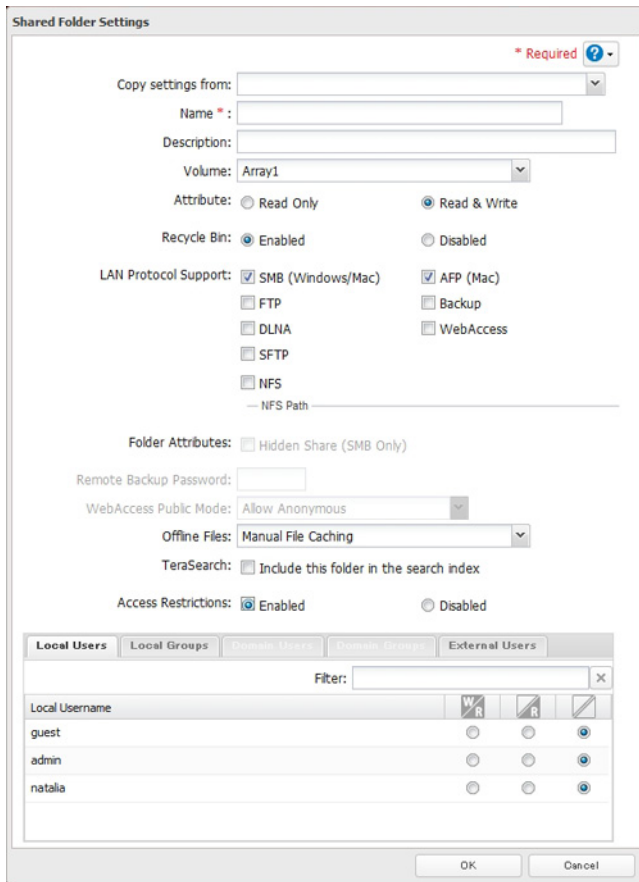 Shared Folder Settings
* Required ?
Copy settings from:
Name * :
Description:
Volume: Array1
Attribute: Read Only Read & Write
Recycle Bin: Enabled Disabled
LAN Protocol Support: SMB (Windows/Mac) AFP (Mac)
FTP Backup
DLNA WebAccess
SFTP
NFS
NFS Path
Folder Attributes: Hidden Share (SMB Only)
Remote Backup Password:
WebAccess Public Mode: Allow Anonymous
Offline Files: Manual File Caching
TeraSearch: Include this folder in the search index
Access Restrictions: Enabled Disabled
Local Users Local Groups Domain Users Domain Groups External Users
Filter:
Local Username W/R R
guest
admin
natalia
OK Cancel